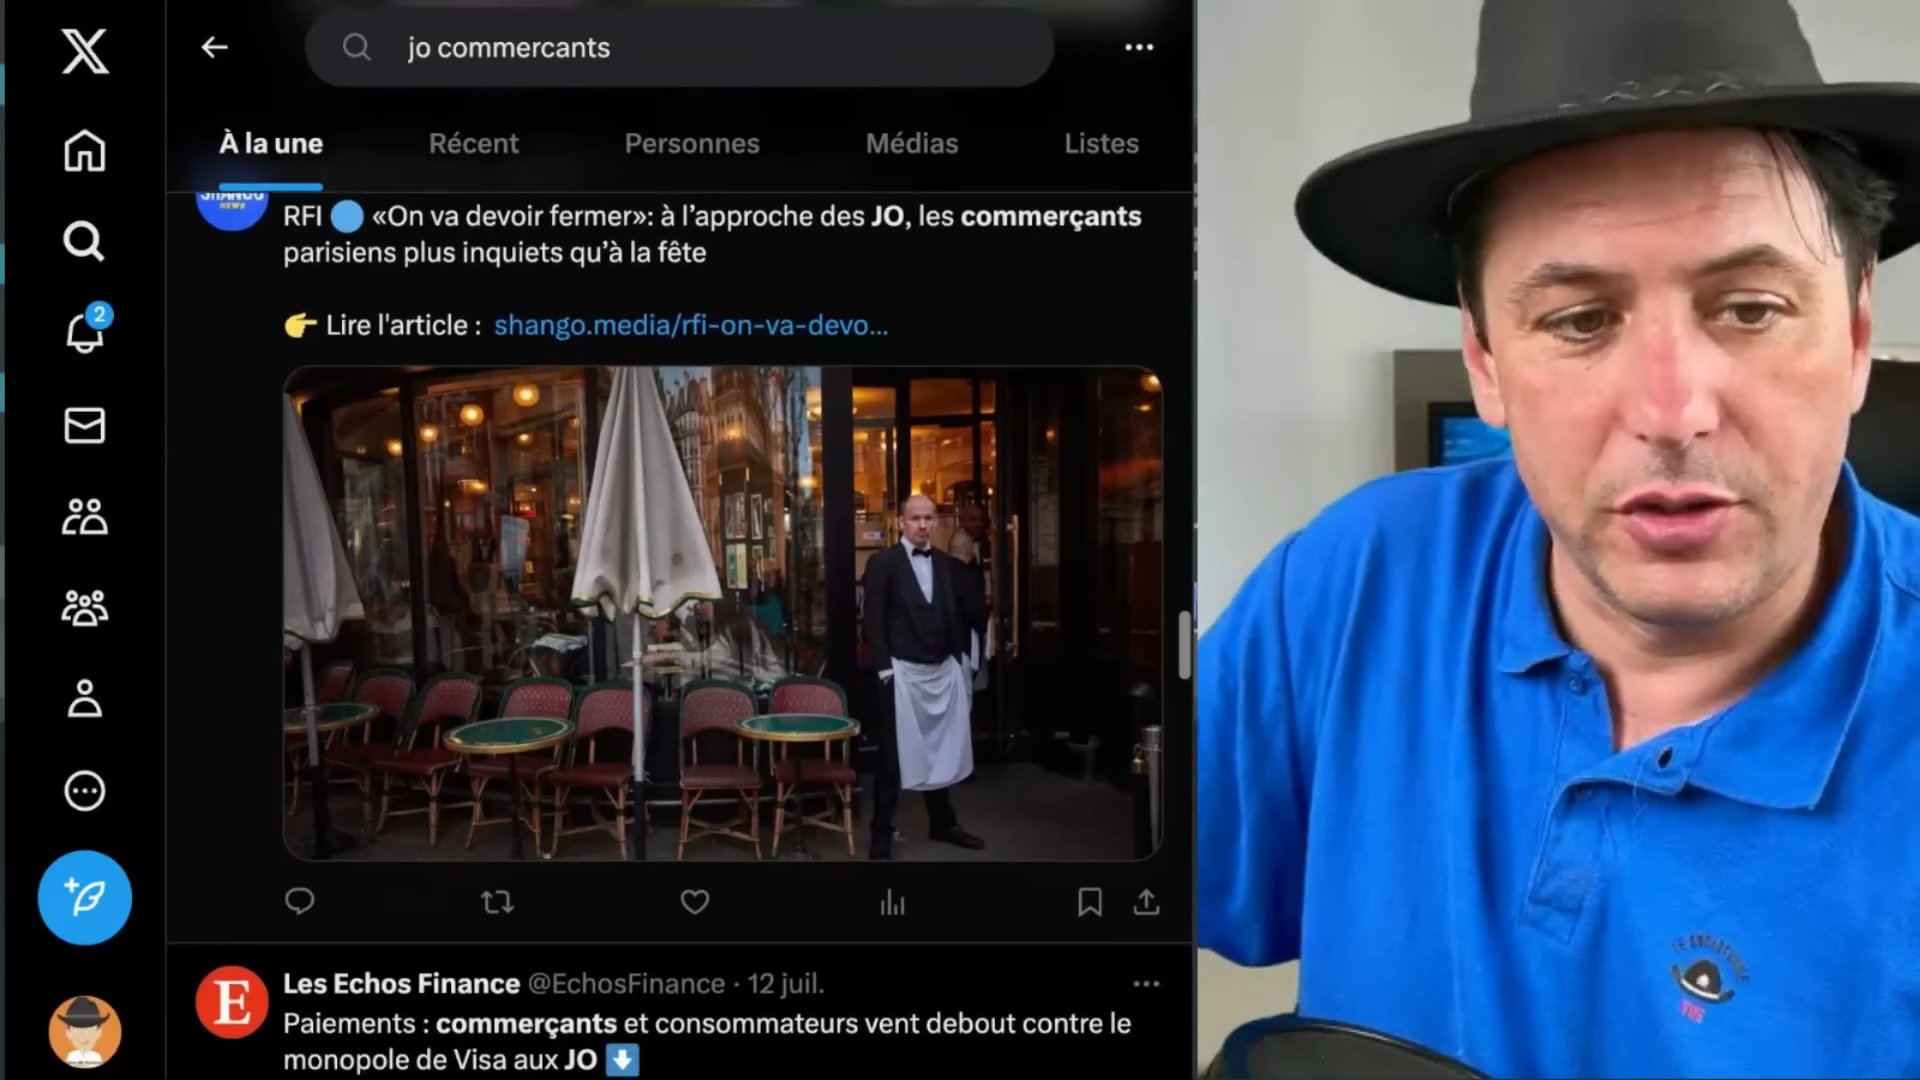 jo commercants
À la une
Récent
Personnes
Médias
Listes
NEWS
RFI 🔵 «On va devoir fermer»: à l’approche des JO, les commerçants
parisiens plus inquiets qu’à la fête
👉 Lire l'article : shango.media/rfi-on-va-devo...
2
E
Les Echos Finance @EchosFinance · 12 juil.
Paiements : commerçants et consommateurs vent debout contre le
monopole de Visa aux JO ⬇️